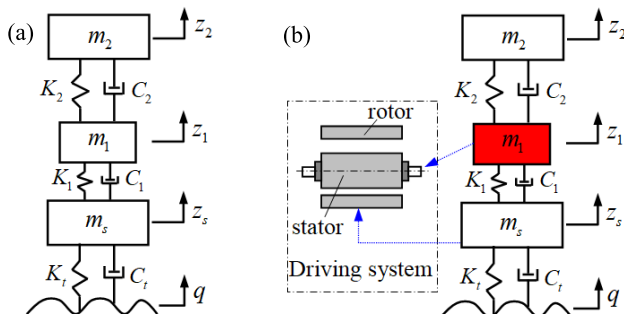 (a)
m₂
z₂
K₂
C₂
m₁
z₁
K₁
C₁
mₛ
zₛ
Kₜ
Cₜ
q
(b)
m₂
z₂
K₂
C₂
rotor
m₁
z₁
K₁
C₁
stator
mₛ
zₛ
Driving system
Kₜ
Cₜ
q